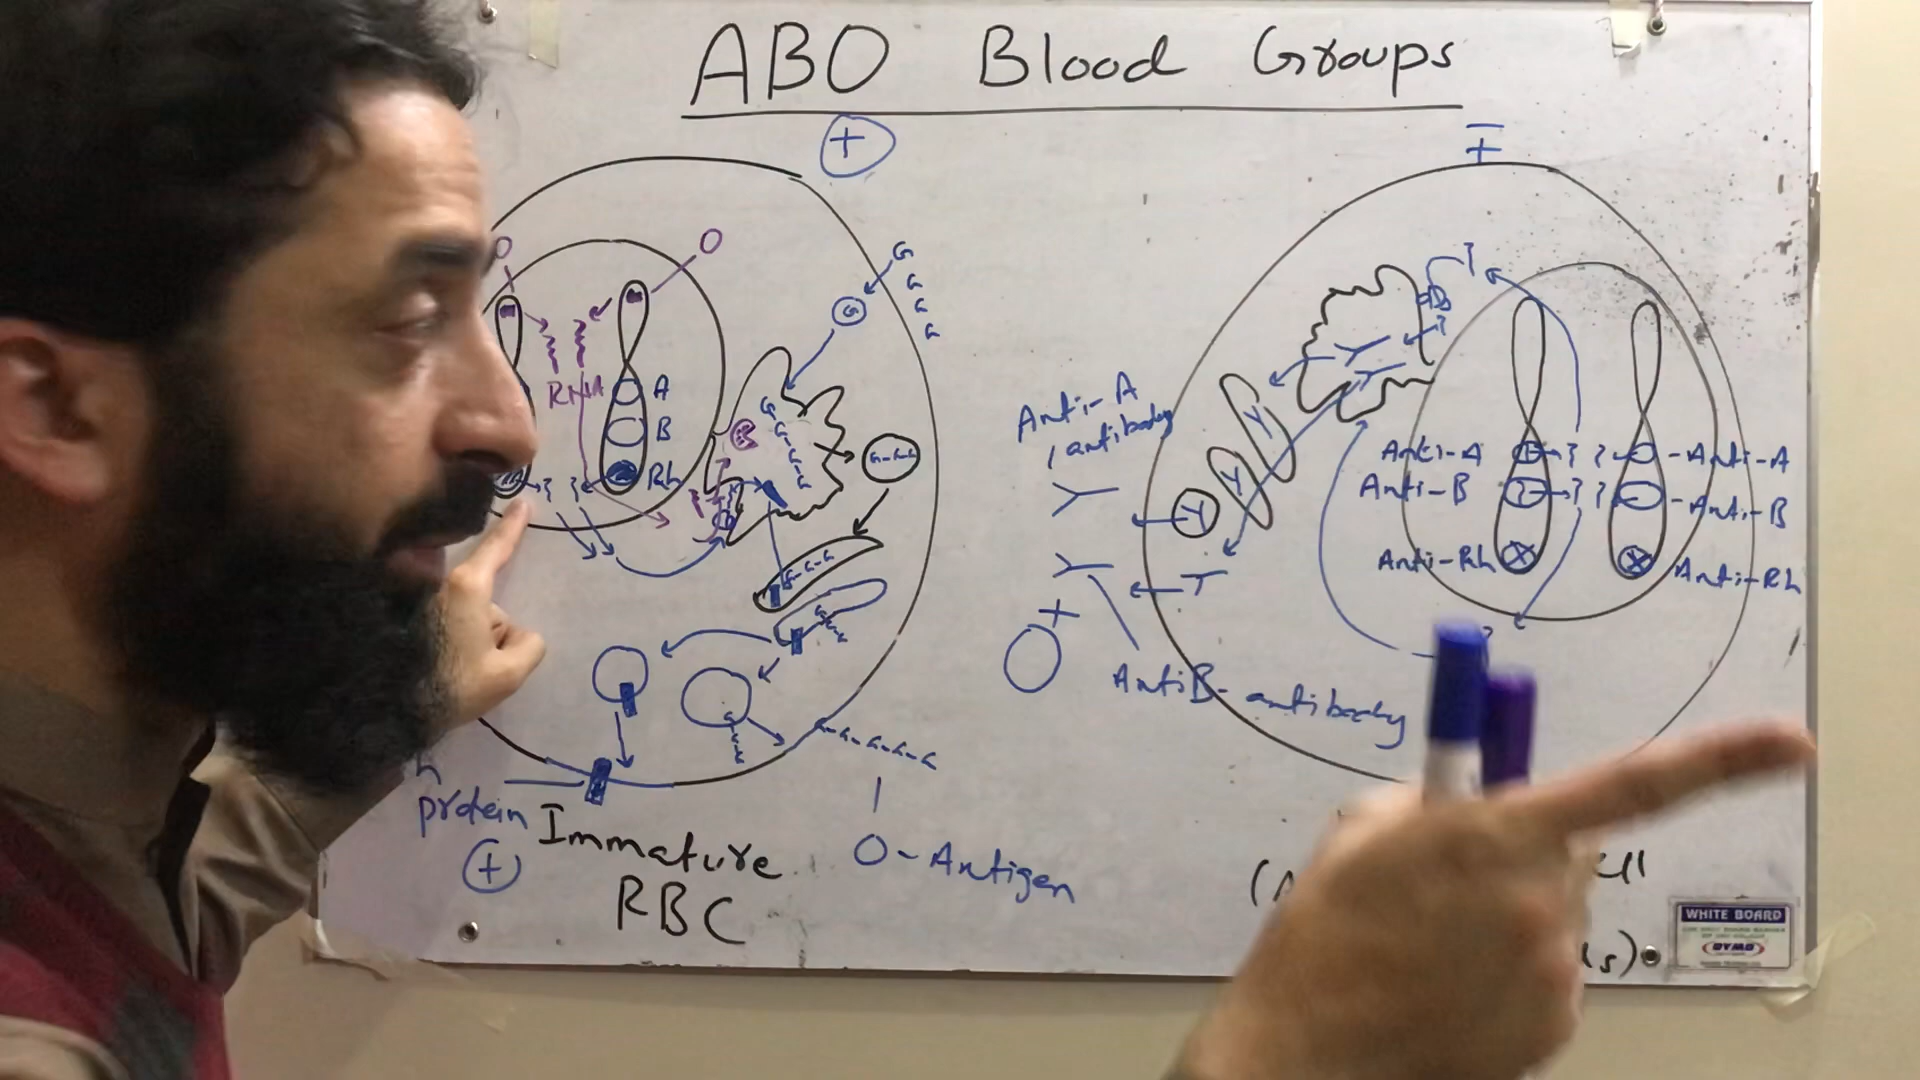 ABO Blood Groups
+
+
O
O
G
G
G
G
G
RNA
A
B
Rh
G-G-G
G-G-G
G-G-G-G-G
protein
+
Immature
RBC
O-Antigen
Anti-A
antibody
Y
Y
Y
+
O
AntiB-antibody
Anti-A
-Anti-A
Anti-B
-Anti-B
Anti-Rh
Anti-Rh
WHITE BOARD
DYMO